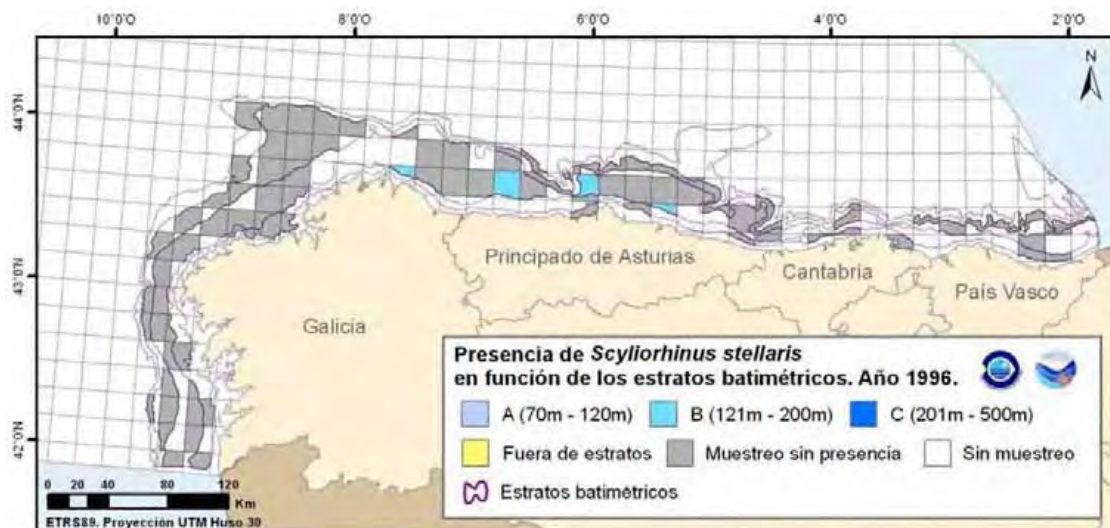 10°0'O 8°0'O 6°0'O 4°0'O 2°0'O
N
44°0'N
43°0'N
42°0'N
Principado de Asturias
Cantabria
País Vasco
Galicia
Presencia de Scyliorhinus stellaris
en función de los estratos batimétricos. Año 1996.
A (70m - 120m) B (121m - 200m) C (201m - 500m)
Fuera de estratos Muestreo sin presencia Sin muestreo
Estratos batimétricos
0 20 40 80 120
Km
ETRS89. Proyección UTM Huso 30